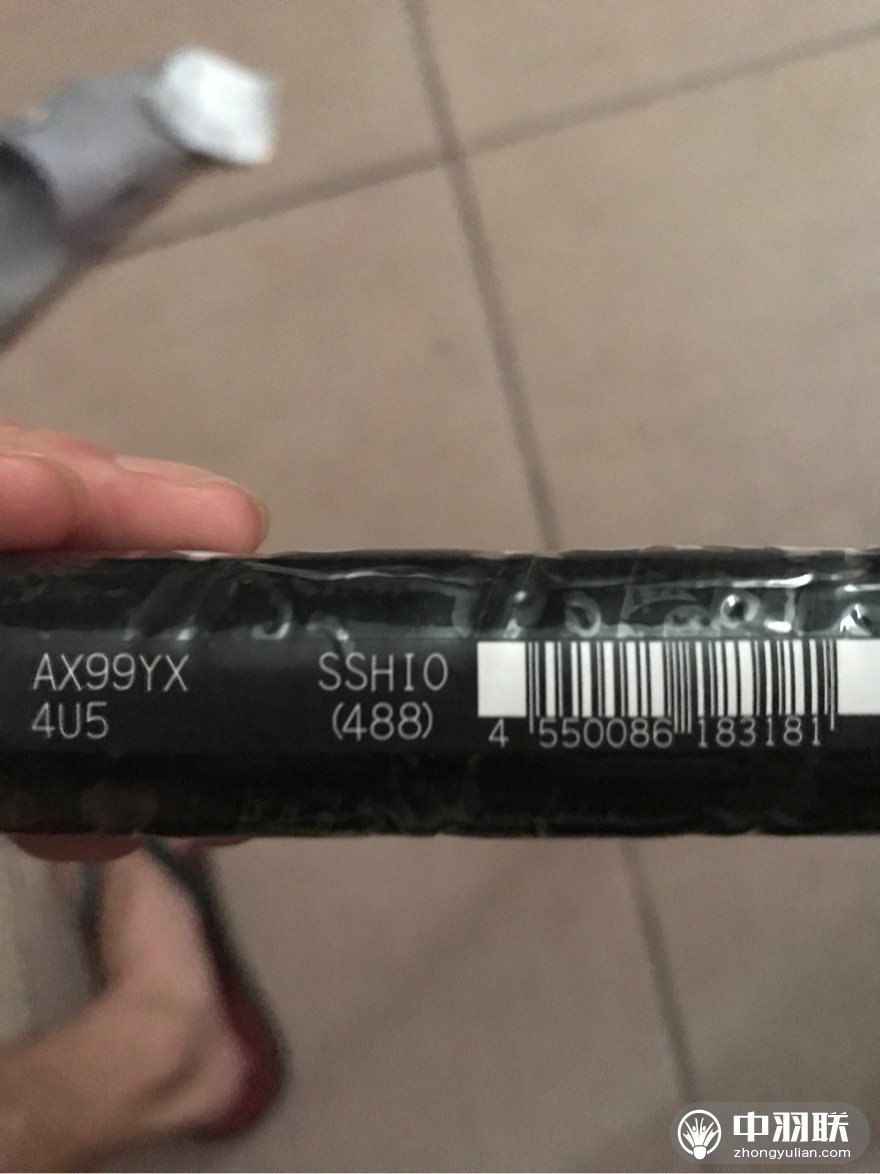 AX99YX
4U5
SSHIO
(488)
4 550086 183181
中羽联
zhongyulian.com